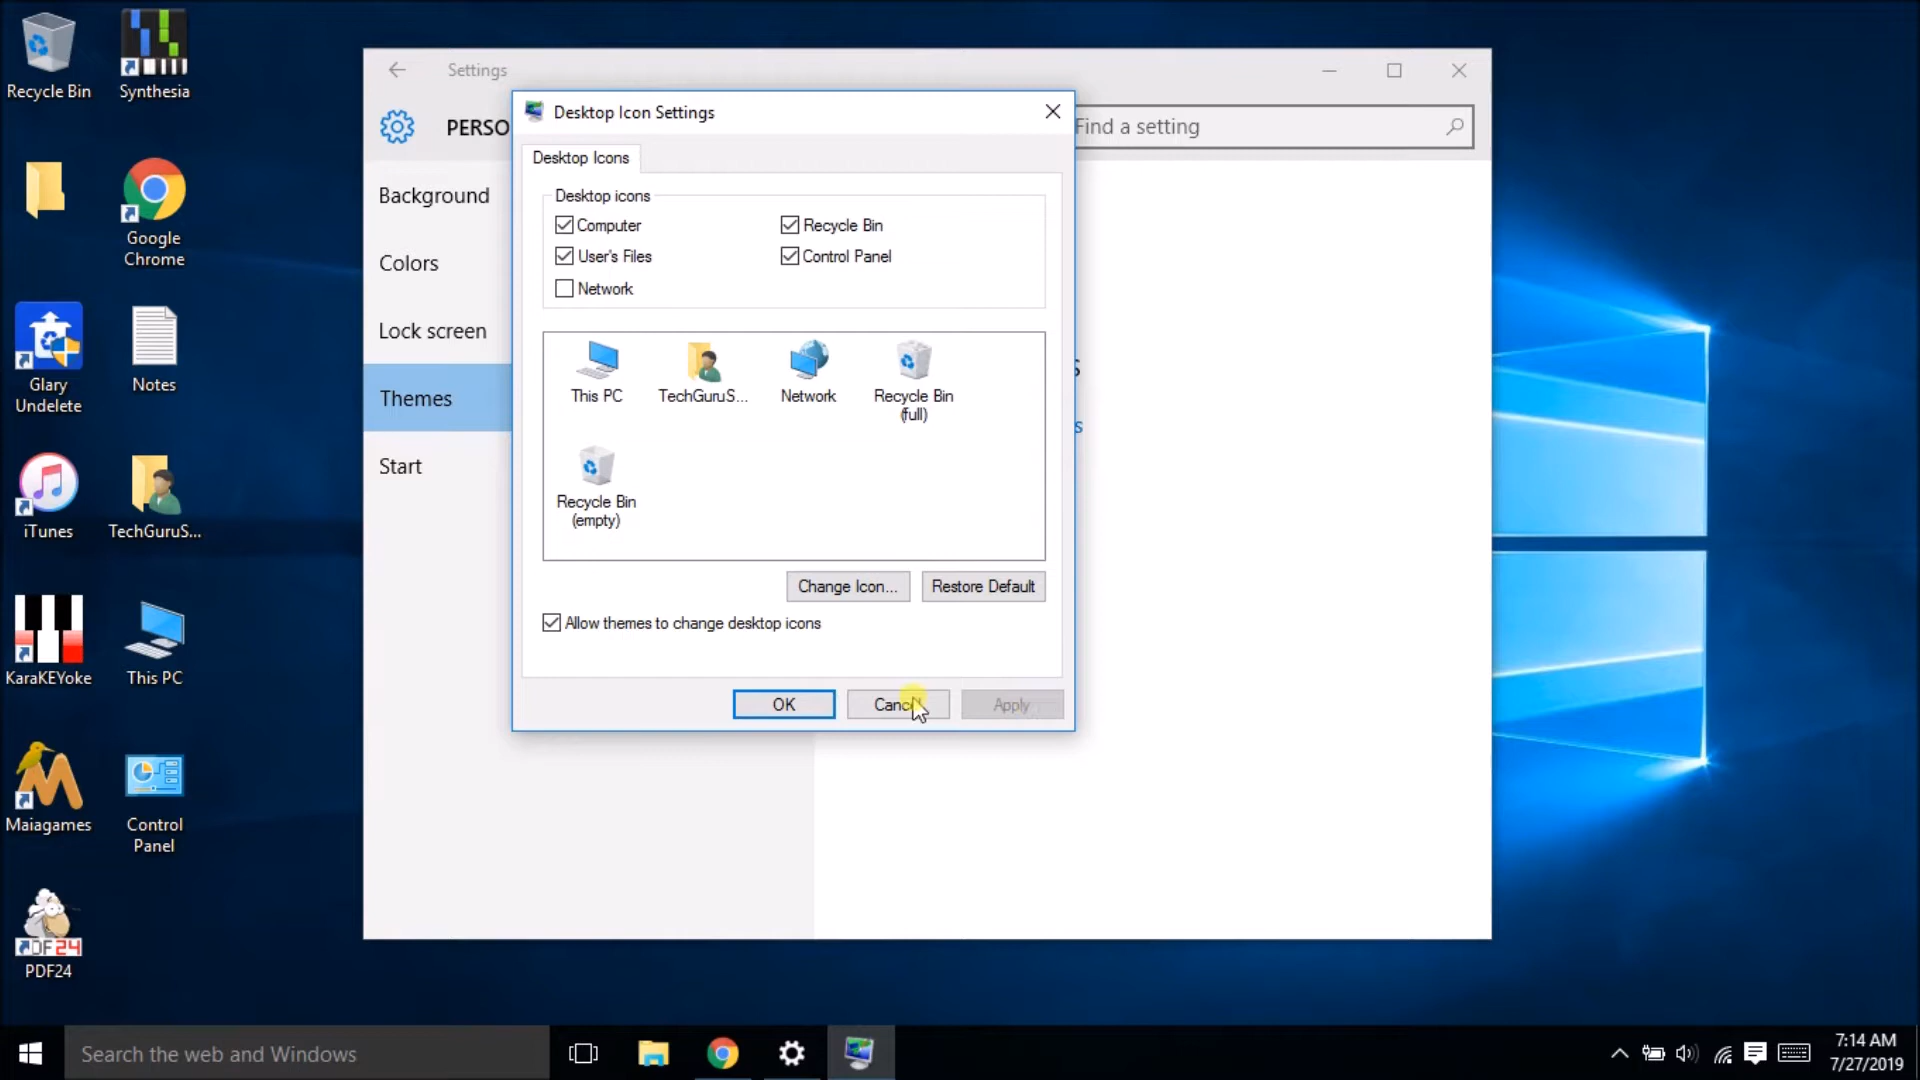 Recycle Bin
Synthesia
Google
Chrome
Glary
Undelete
Notes
iTunes
TechGuruS...
KaraKEYoke
This PC
Maiagames
Control
Panel
PDF24
PDF24
Settings
PERSO
Find a setting
Background
Colors
Lock screen
Themes
Start
Desktop Icon Settings
Desktop Icons
Desktop icons
Computer
Recycle Bin
User's Files
Control Panel
Network
This PC
TechGuruS...
Network
Recycle Bin
(full)
Recycle Bin
(empty)
Change Icon...
Restore Default
Allow themes to change desktop icons
OK
Cancel
Apply
s
s
Search the web and Windows
7:14 AM
7/27/2019